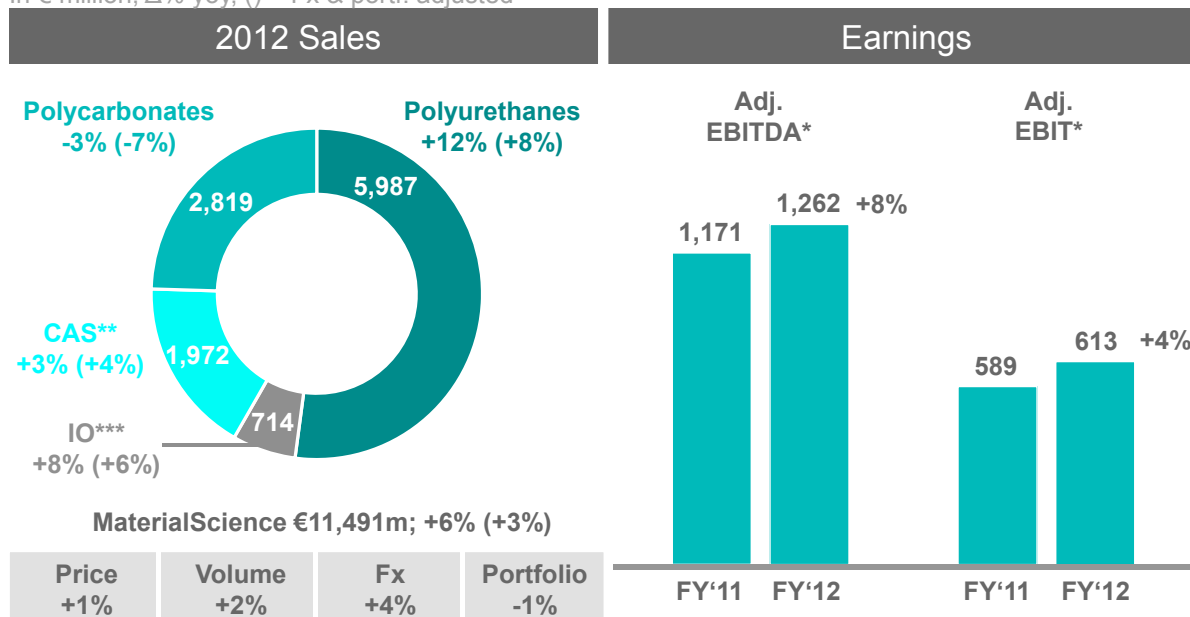 2012 Sales
Polycarbonates
-3% (-7%)
Polyurethanes
+12% (+8%)
5,987
2,819
CAS**
+3% (+4%)
1,972
714
IO***
+8% (+6%)
MaterialScience €11,491m; +6% (+3%)
Price
+1%
Volume
+2%
Fx
+4%
Portfolio
-1%
Earnings
Adj.
EBITDA*
Adj.
EBIT*
1,171
1,262 +8%
589
613 +4%
FY‘11 FY‘12
FY‘11 FY‘12